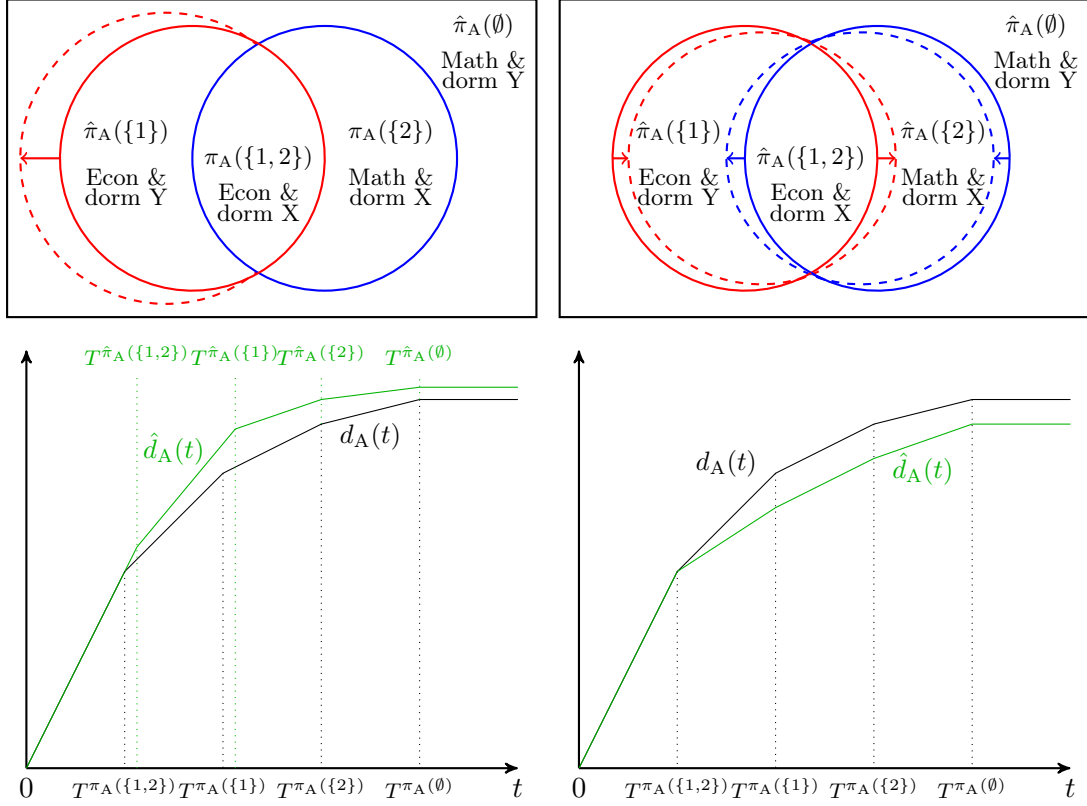 π̂_A(∅)
Math &
dorm Y
π̂_A({1})
π_A({2})
π_A({1, 2})
Econ &
dorm Y
Econ &
dorm X
Math &
dorm X
π̂_A(∅)
Math &
dorm Y
π̂_A({1})
π̂_A({2})
π̂_A({1, 2})
Econ &
dorm Y
Econ &
dorm X
Math &
dorm X
T^π̂_A({1,2}) T^π̂_A({1}) T^π̂_A({2}) T^π̂_A(∅)
d̂_A(t)
d_A(t)
0 T^π_A({1,2}) T^π_A({1}) T^π_A({2}) T^π_A(∅) t
d_A(t)
d̂_A(t)
0 T^π_A({1,2}) T^π_A({1}) T^π_A({2}) T^π_A(∅) t